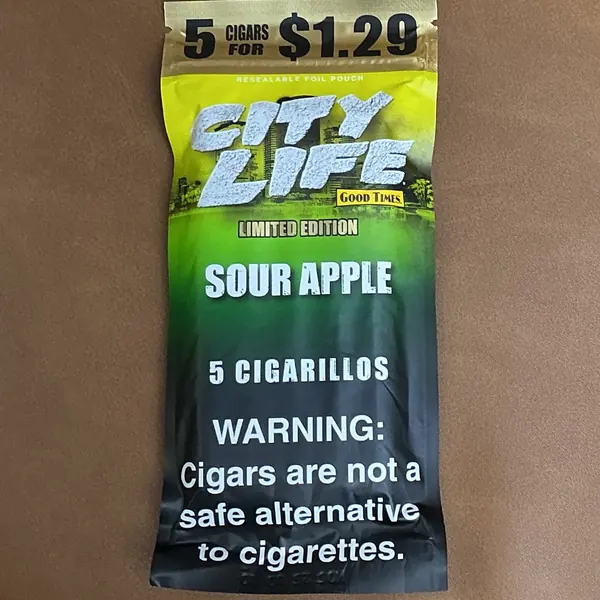 5 CIGARS FOR $1.29
RESEALABLE FOIL POUCH
CITY
LIFE
GOOD TIMES
LIMITED EDITION
SOUR APPLE
5 CIGARILLOS
WARNING:
Cigars are not a
safe alternative
to cigarettes.